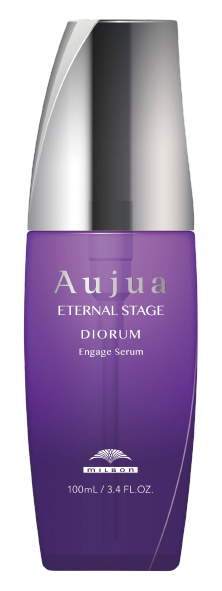 Aujua
ETERNAL STAGE
DIORUM
Engage Serum
MILBON
100mL / 3.4 FL.OZ.